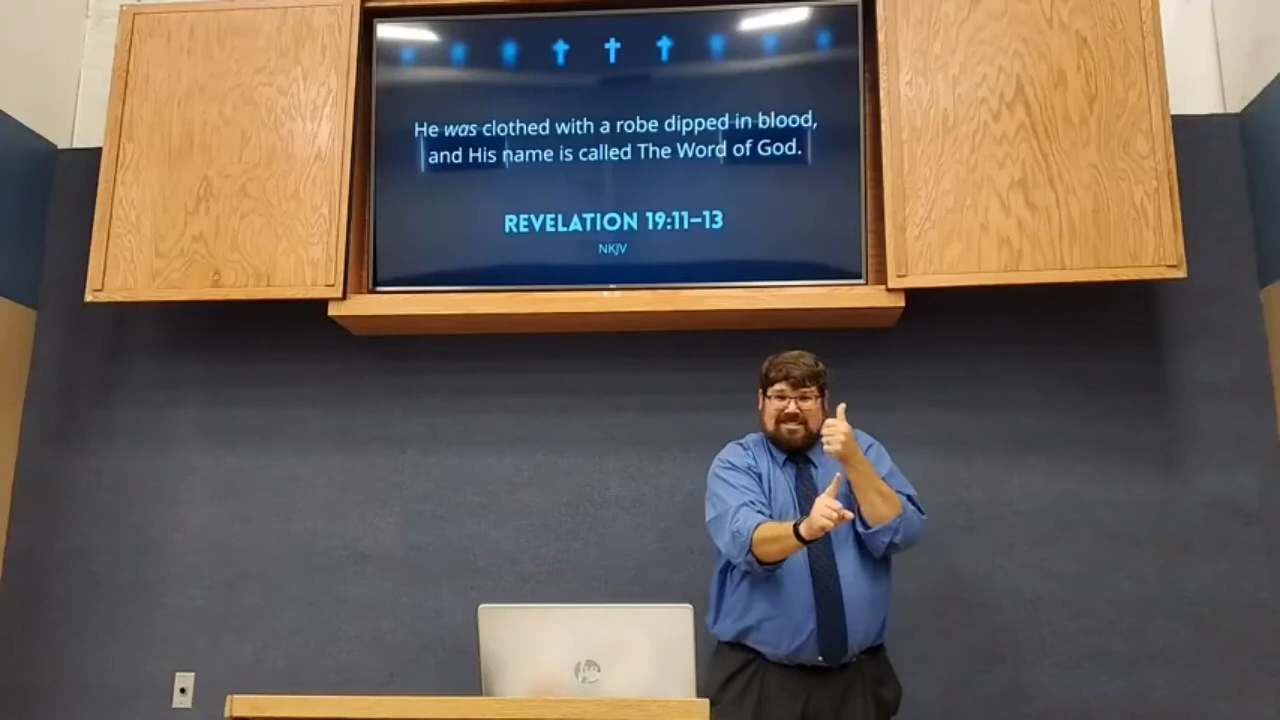 He was clothed with a robe dipped in blood,
and His name is called The Word of God.
REVELATION 19:11–13
NKJV
hp